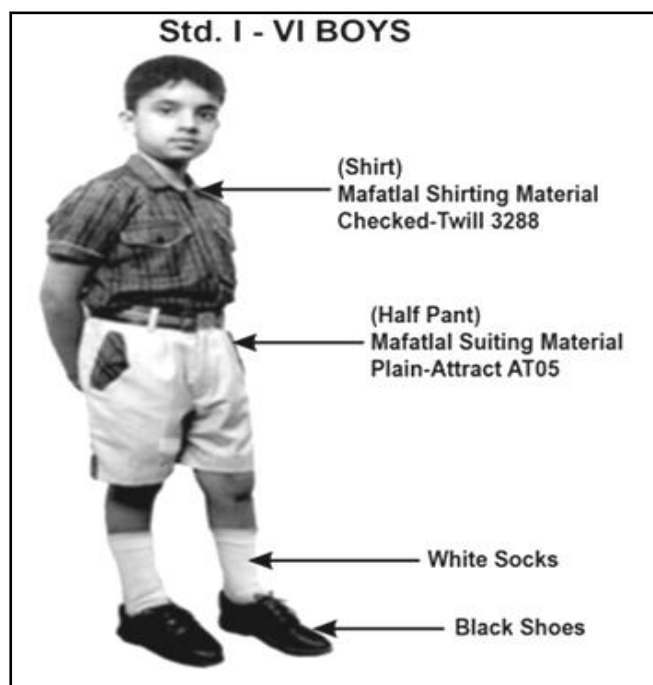 Std. I - VI BOYS
(Shirt)
Mafatlal Shirting Material
Checked-Twill 3288
(Half Pant)
Mafatlal Suiting Material
Plain-Attract AT05
White Socks
Black Shoes